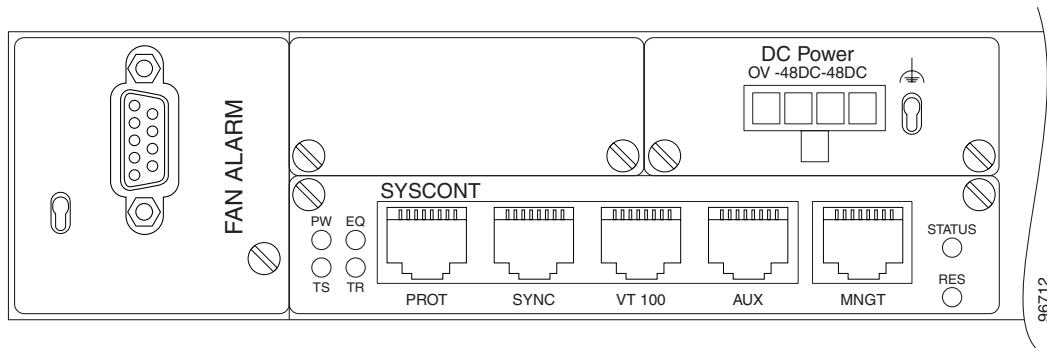 FAN ALARM
DC Power
OV -48DC-48DC
SYSCONT
PW EQ
TS TR
PROT SYNC VT 100 AUX MNGT
STATUS
RES
96712